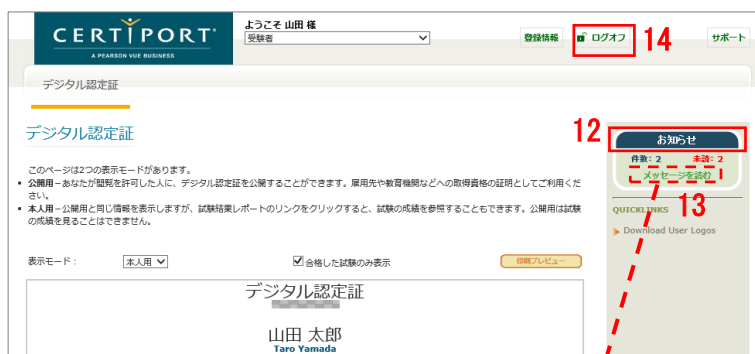 CERTIPORT
A PEARSON VUE BUSINESS
ようこそ 山田 様
受験者
登録情報
ログオフ
14
サポート
デジタル認定証
デジタル認定証
12
お知らせ
件数: 2 未読: 2
メッセージを読む
13
このページは2つの表示モードがあります。
• 公開用－あなたが閲覧を許可した人に、デジタル認定証を公開することができます。雇用先や教育機関などへの取得資格の証明としてご利用くだ
さい。
• 本人用－公開用と同じ情報を表示しますが、試験結果レポートのリンクをクリックすると、試験の成績を参照することもできます。公開用は試験
の成績を見ることはできません。
QUICKLINKS
Download User Logos
表示モード： 本人用 合格した試験のみ表示 印刷プレビュー
デジタル認定証
山田 太郎
Taro Yamada